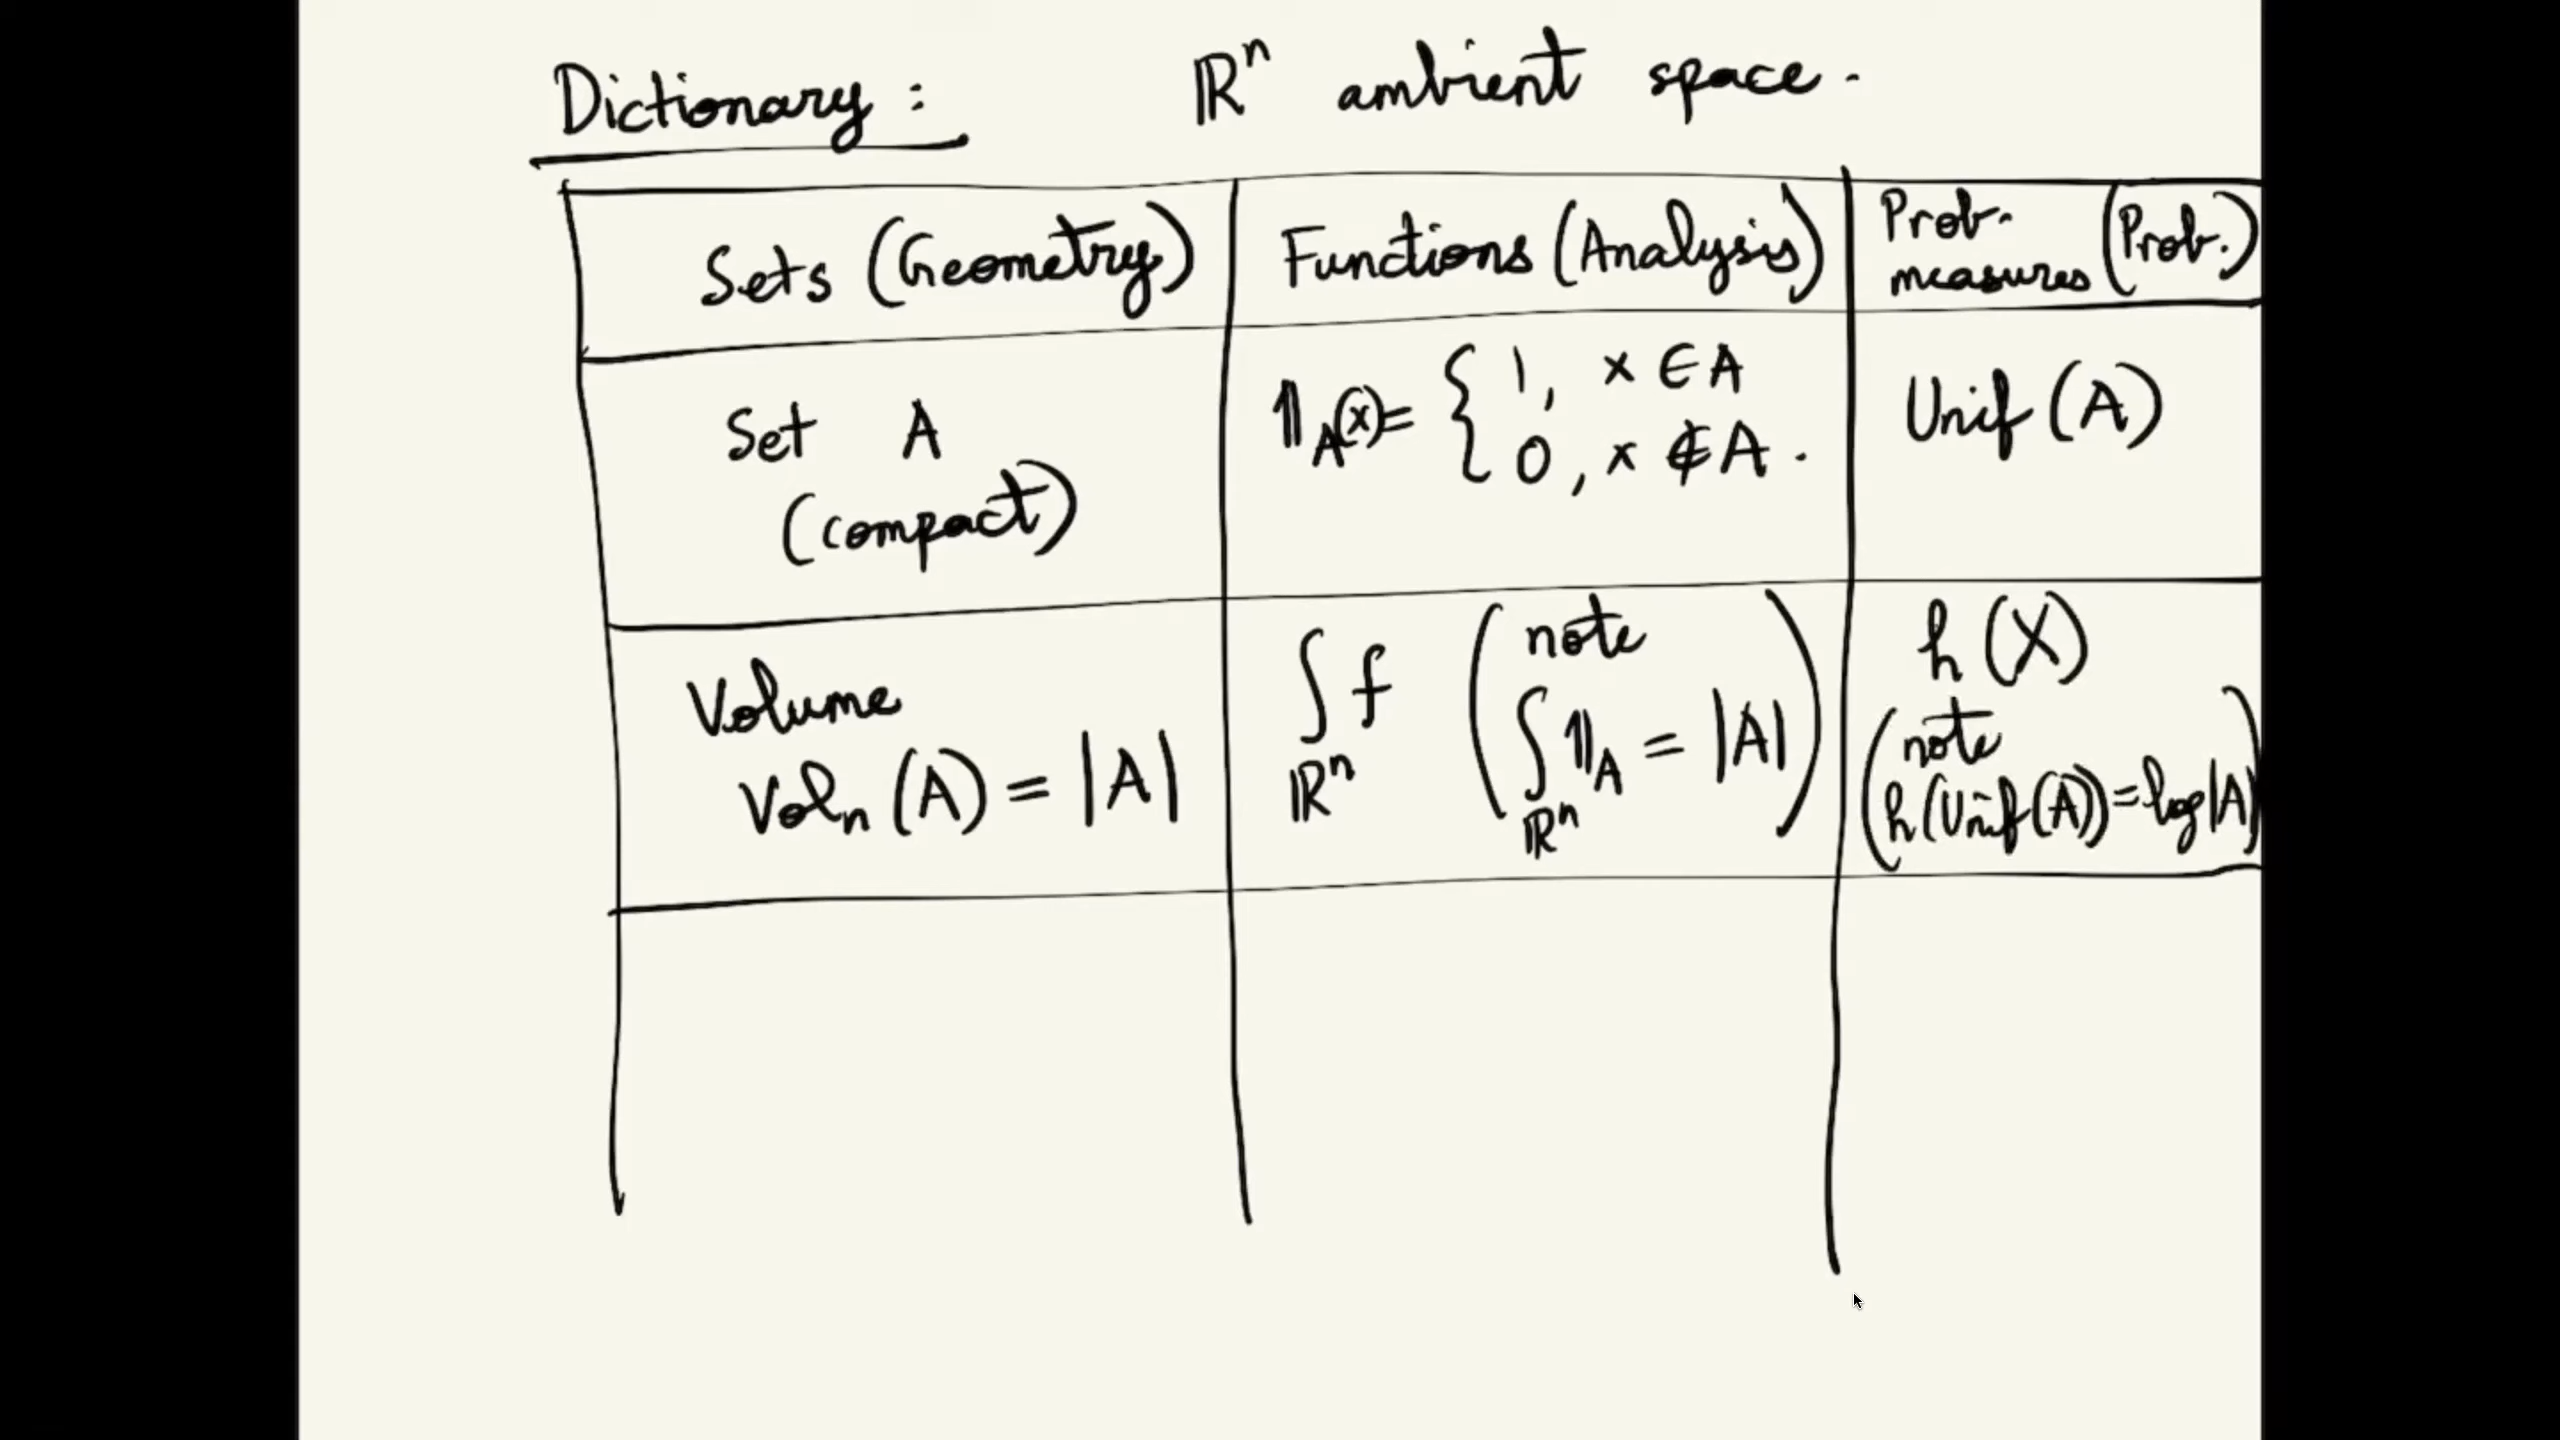 Dictionary : ℝⁿ ambient space.
Sets (Geometry)
Functions (Analysis)
Prob. measures (Prob.)
Set A
(compact)
𝟙_A(x) = { 1, x ∈ A
0, x ∉ A.
Unif (A)
Volume
Vol_n (A) = |A|
∫_ℝⁿ f ( note
∫_ℝⁿ 𝟙_A = |A| )
h (X)
( note
h (Unif(A)) = log |A| )